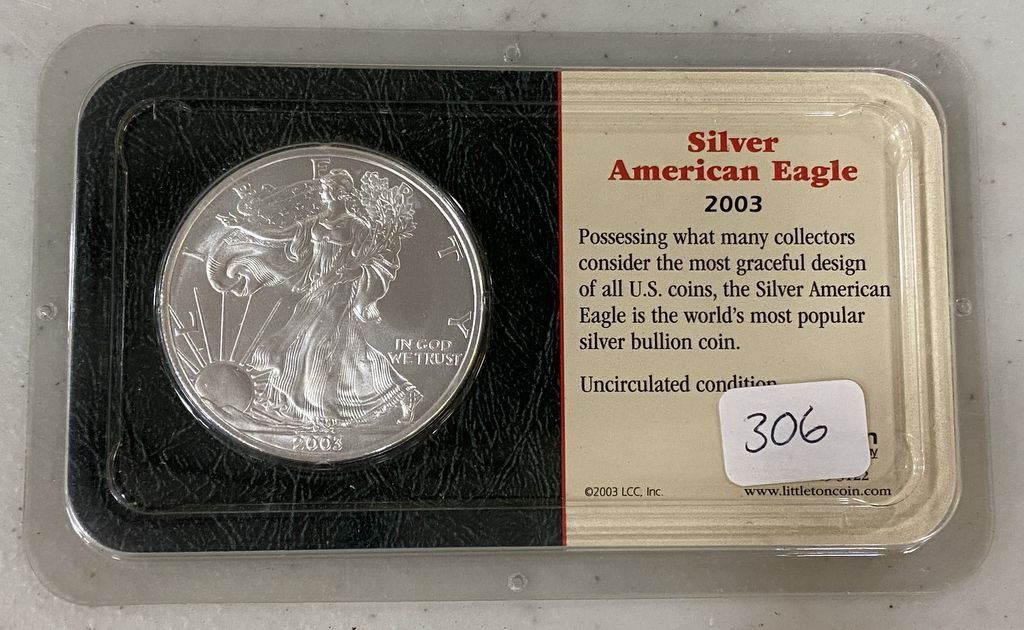 LIBERTY
IN GOD
WE TRUST
2003
Silver
American Eagle
2003
Possessing what many collectors
consider the most graceful design
of all U.S. coins, the Silver American
Eagle is the world's most popular
silver bullion coin.
Uncirculated condition
306
©2003 LCC, Inc.
www.littletoncoin.com